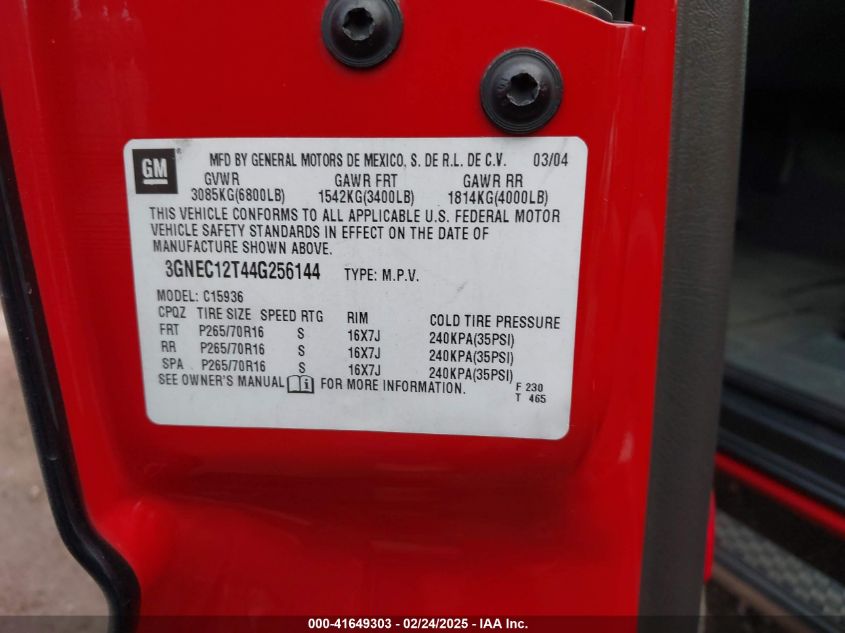 GM
MFD BY GENERAL MOTORS DE MEXICO, S. DE R.L. DE C.V. 03/04
GVWR GAWR FRT GAWR RR
3085KG(6800LB) 1542KG(3400LB) 1814KG(4000LB)
THIS VEHICLE CONFORMS TO ALL APPLICABLE U.S. FEDERAL MOTOR
VEHICLE SAFETY STANDARDS IN EFFECT ON THE DATE OF
MANUFACTURE SHOWN ABOVE.
3GNEC12T44G256144 TYPE: M.P.V.
MODEL: C15936
CPQZ TIRE SIZE SPEED RTG RIM COLD TIRE PRESSURE
FRT P265/70R16 S 16X7J 240KPA(35PSI)
RR P265/70R16 S 16X7J 240KPA(35PSI)
SPA P265/70R16 S 16X7J 240KPA(35PSI)
SEE OWNER'S MANUAL i FOR MORE INFORMATION. F 230
T 465
000-41649303 - 02/24/2025 - IAA Inc.